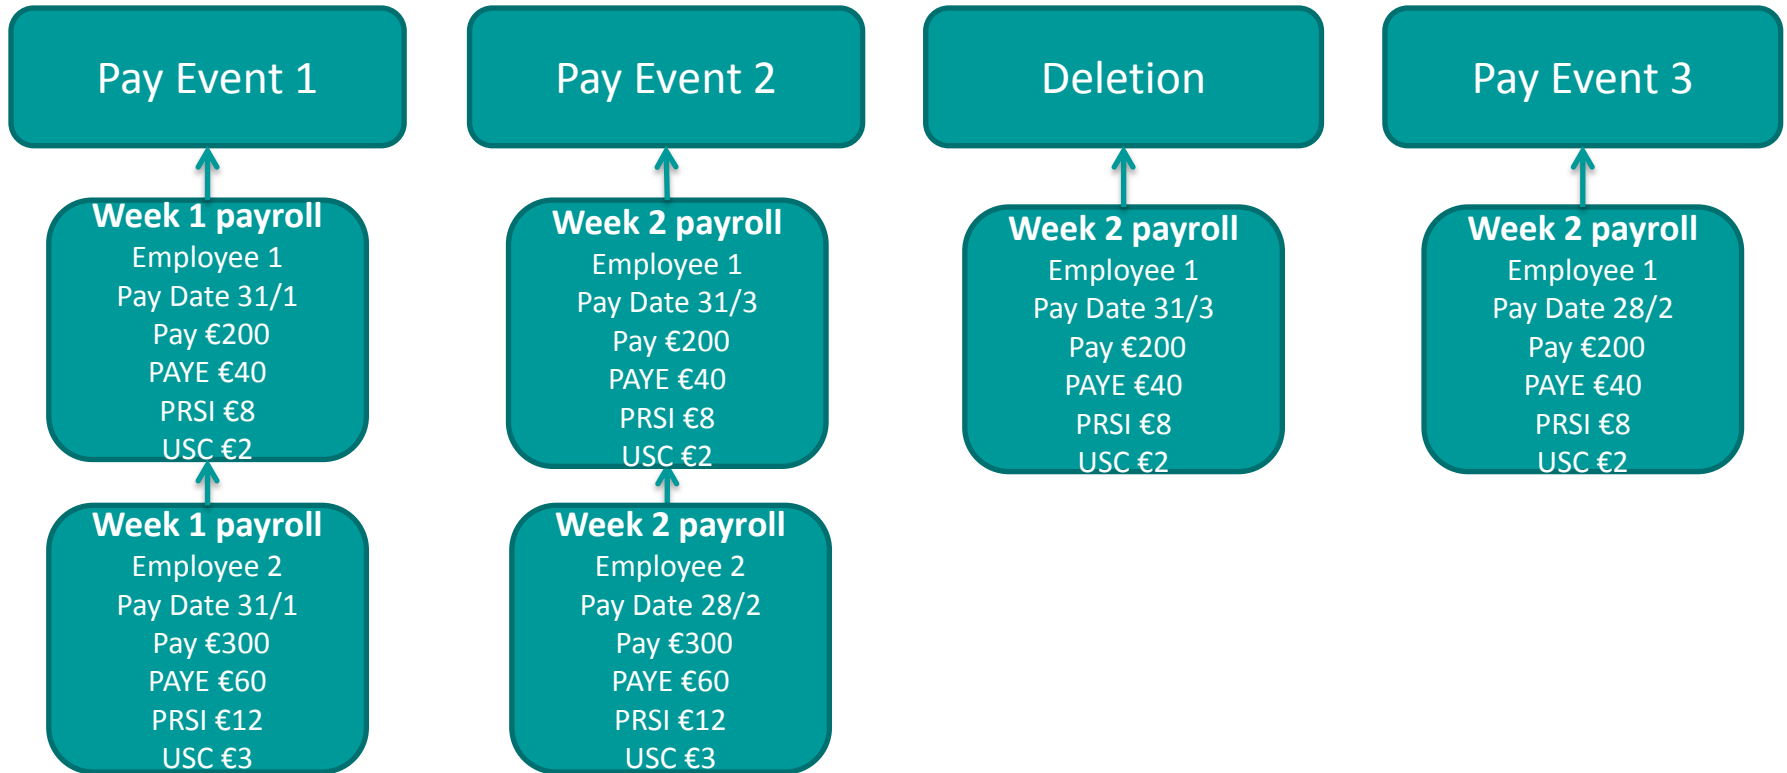 Pay Event 1
Pay Event 2
Deletion
Pay Event 3
Week 1 payroll
Employee 1
Pay Date 31/1
Pay €200
PAYE €40
PRSI €8
USC €2
Week 2 payroll
Employee 1
Pay Date 31/3
Pay €200
PAYE €40
PRSI €8
USC €2
Week 2 payroll
Employee 1
Pay Date 31/3
Pay €200
PAYE €40
PRSI €8
USC €2
Week 2 payroll
Employee 1
Pay Date 28/2
Pay €200
PAYE €40
PRSI €8
USC €2
Week 1 payroll
Employee 2
Pay Date 31/1
Pay €300
PAYE €60
PRSI €12
USC €3
Week 2 payroll
Employee 2
Pay Date 28/2
Pay €300
PAYE €60
PRSI €12
USC €3